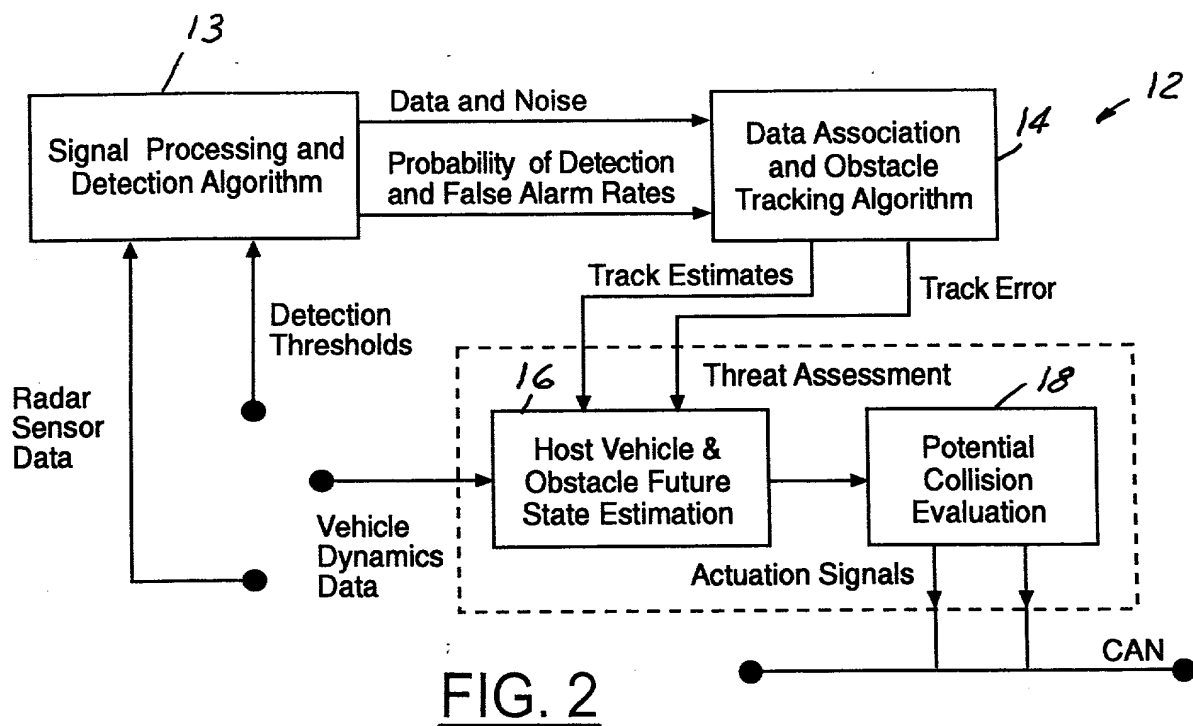 13
12
Signal Processing and
Detection Algorithm
Data and Noise
Probability of Detection
and False Alarm Rates
14
Data Association
and Obstacle
Tracking Algorithm
Track Estimates
Track Error
Detection
Thresholds
Radar
Sensor
Data
Threat Assessment
16
18
Host Vehicle &
Obstacle Future
State Estimation
Potential
Collision
Evaluation
Vehicle
Dynamics
Data
Actuation Signals
CAN
FIG. 2